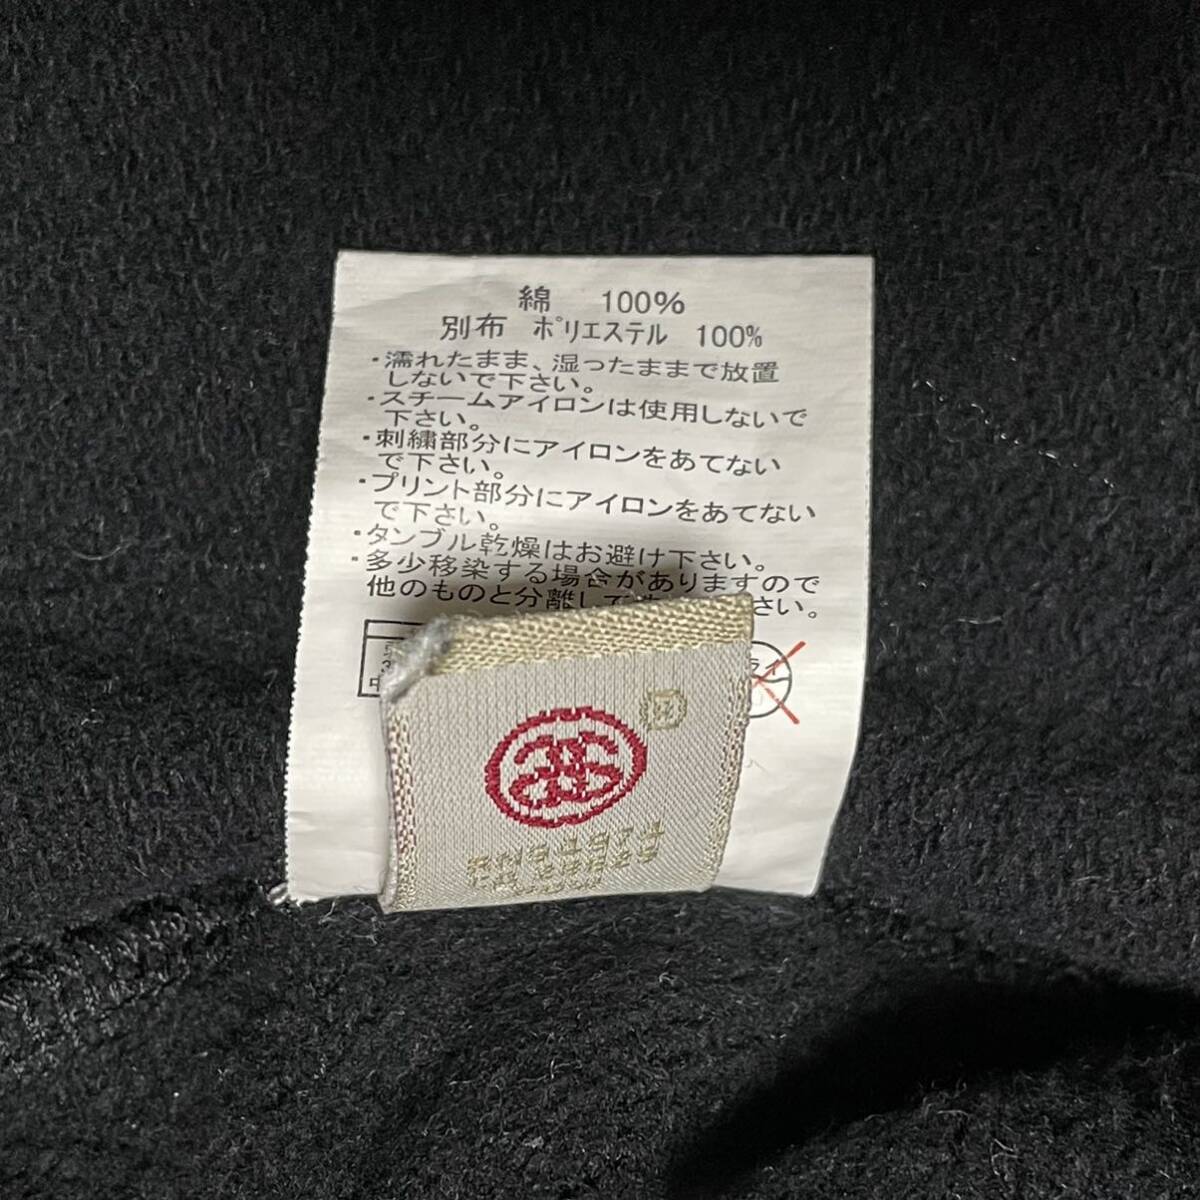 綿 100%
別布 ポリエステル 100%
・濡れたまま、湿ったままで放置
しないで下さい。
・スチームアイロンは使用しないで
下さい。
・刺繍部分にアイロンをあてない
で下さい。
・プリント部分にアイロンをあてない
で下さい。
・タンブル乾燥はお避け下さい。
・多少移染する場合がありますので
他のものと分離して さい。